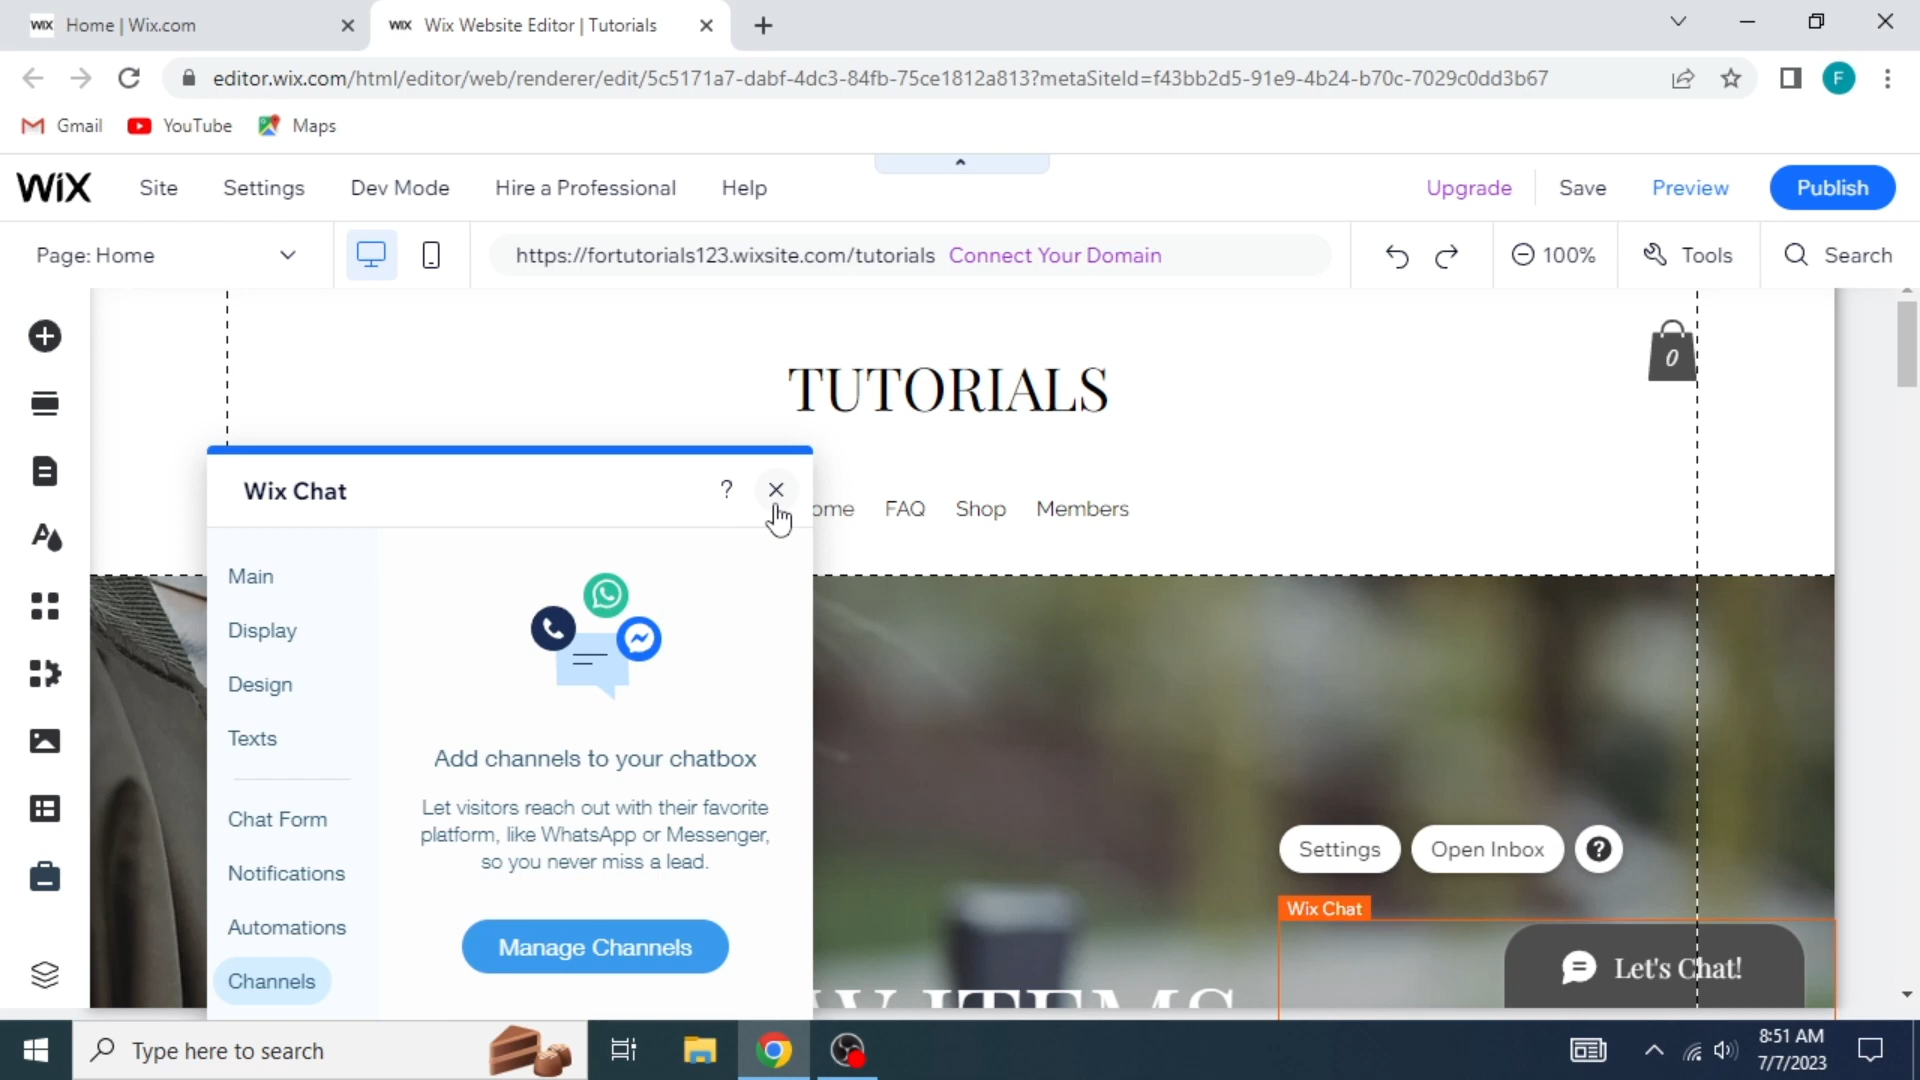 WIX Home | Wix.com
WIX Wix Website Editor | Tutorials
editor.wix.com/html/editor/web/renderer/edit/5c5171a7-dabf-4dc3-84fb-75ce1812a813?metaSiteId=f43bb2d5-91e9-4b24-b70c-7029c0dd3b67
F
Gmail YouTube Maps
WIX Site Settings Dev Mode Hire a Professional Help Upgrade Save Preview Publish
Page: Home https://fortutorials123.wixsite.com/tutorials Connect Your Domain 100% Tools Search
0
TUTORIALS
Wix Chat ?
ome FAQ Shop Members
Main
Display
Design
Texts
Chat Form
Notifications
Automations
Channels
Add channels to your chatbox
Let visitors reach out with their favorite
platform, like WhatsApp or Messenger,
so you never miss a lead.
Manage Channels
Settings Open Inbox ?
Wix Chat
Let's Chat!
ITEMS
Type here to search
8:51 AM
7/7/2023